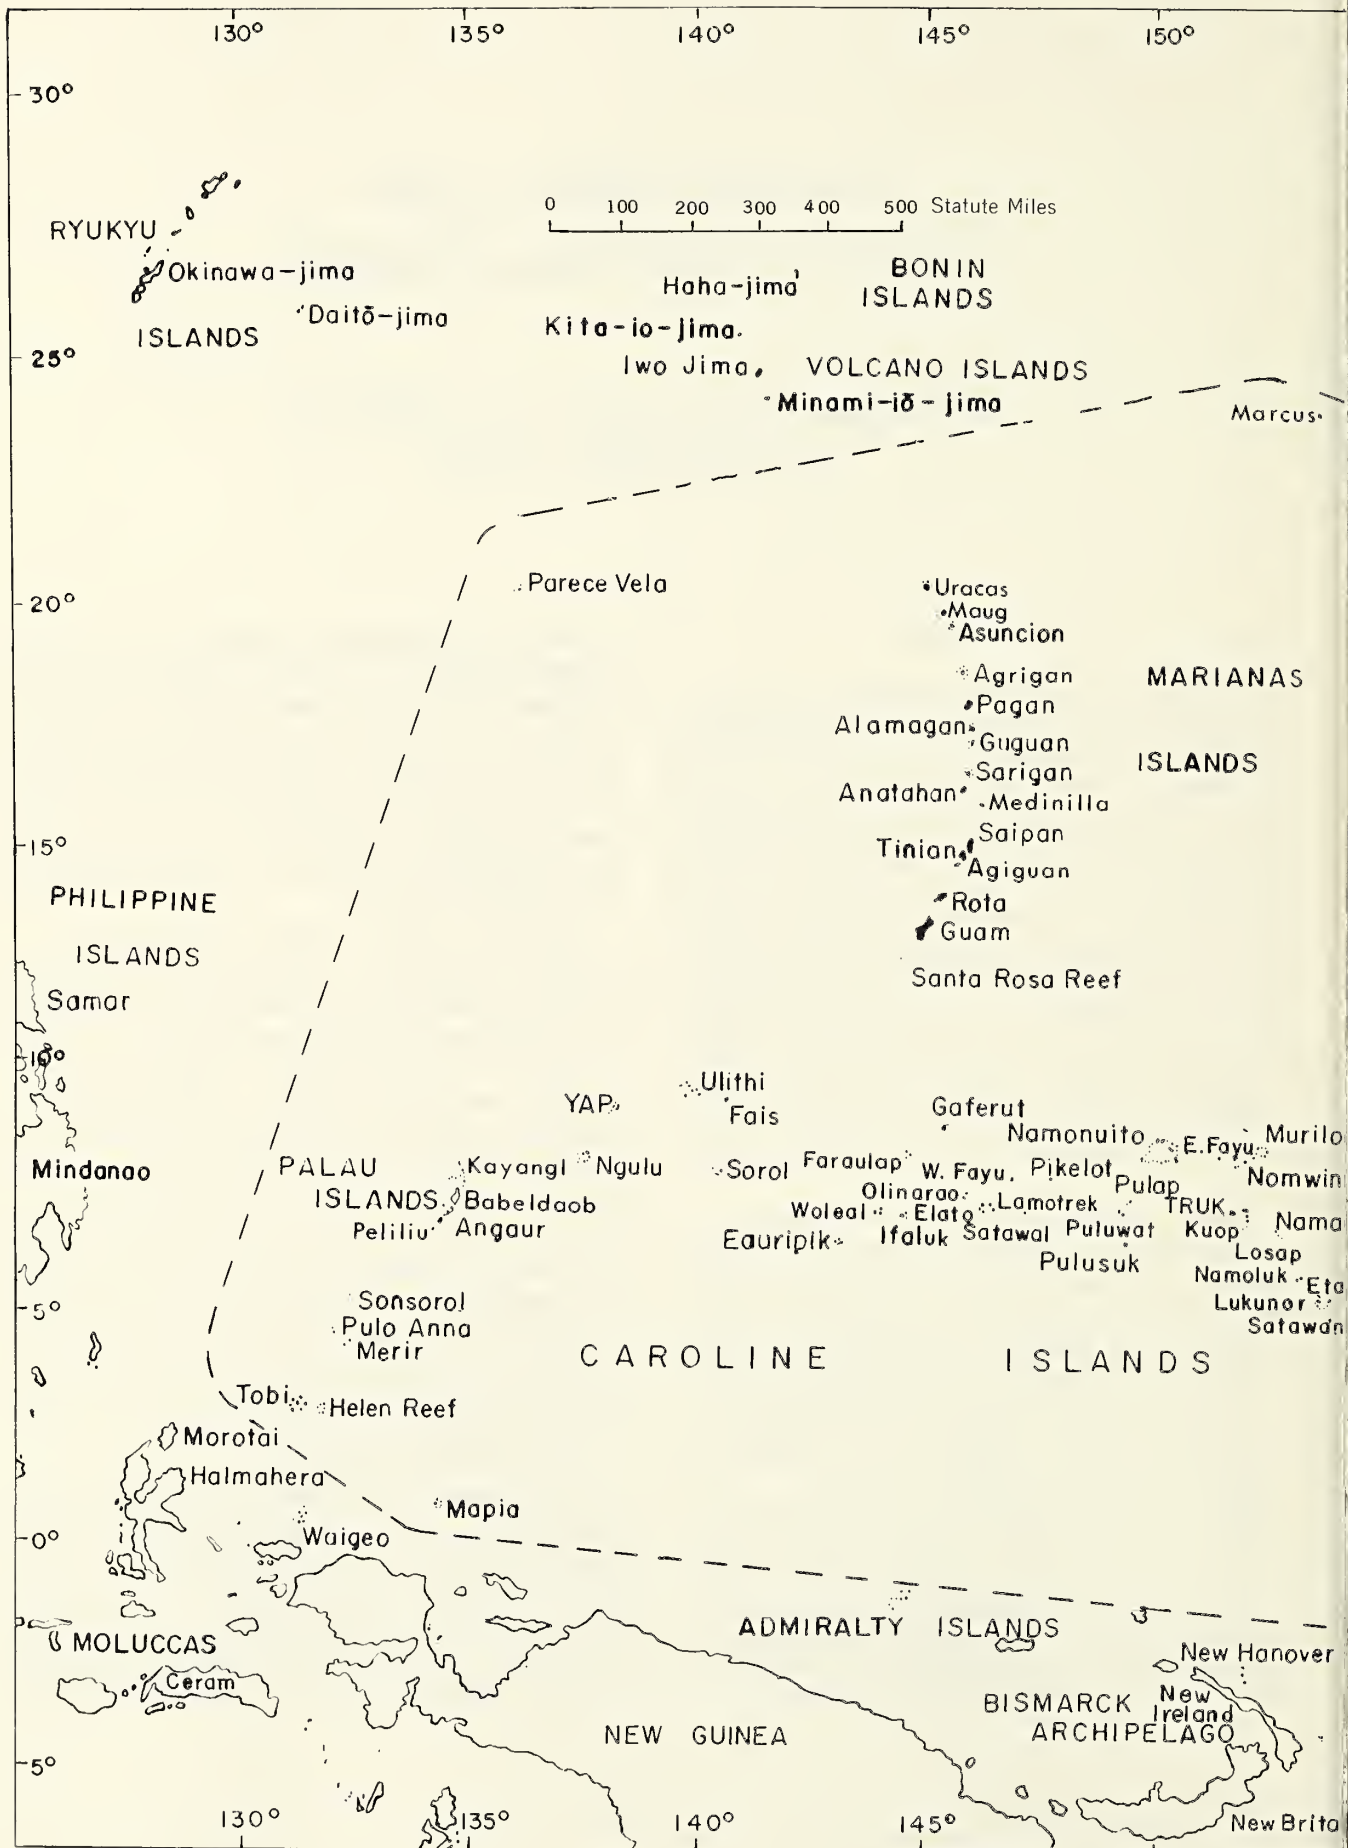 130°
135°
140°
145°
150°
30°
0 100 200 300 400 500 Statute Miles
RYUKYU
Okinawa-jima
Daitō-jima
ISLANDS
Haha-jima
BONIN
ISLANDS
Kita-io-jima
25°
Iwo Jima
VOLCANO ISLANDS
Minami-iō-jima
Marcus
Parece Vela
20°
Uracas
Maug
Asuncion
Agrigan
MARIANAS
Pagan
Alamagan
Guguan
ISLANDS
Sarigan
Anatahan
Medinilla
Saipan
15°
Tinian
Agiguan
PHILIPPINE
Rota
Guam
ISLANDS
Santa Rosa Reef
Samar
10°
Ulithi
YAP
Fais
Gaferut
Namonuito
E. Fayu
Murilo
Mindanao
PALAU
Kayangl
Ngulu
Sorol
Faraulap
W. Fayu
Pikelot
Pulap
Nomwin
ISLANDS
Babeldaob
Olinarao
Lamotrek
TRUK
Woleal
Elato
Nama
Peliliu
Angaur
Eauripik
Ifaluk
Satawal
Puluwat
Kuop
Losap
Pulusuk
Namoluk
Eta
5°
Sonsorol
Lukunor
Pulo Anna
Satawan
Merir
CAROLINE ISLANDS
Tobi
Helen Reef
Morotai
Halmahera
Mapia
0°
Waigeo
ADMIRALTY ISLANDS
MOLUCCAS
New Hanover
Ceram
BISMARCK
ARCHIPELAGO
New
Ireland
NEW GUINEA
5°
130°
135°
140°
145°
New Brita